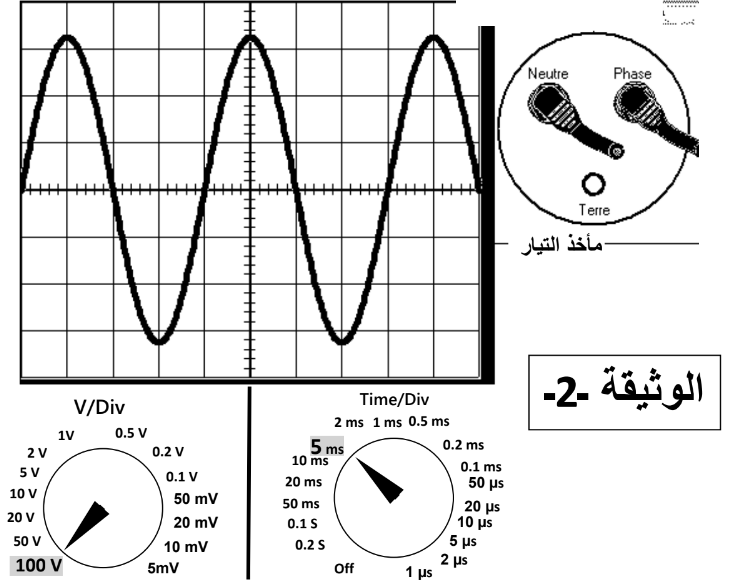 Neutre
Phase
Terre
مأخذ التيار
الوثيقة -2-
V/Div
1V
0.5 V
2 V
0.2 V
5 V
0.1 V
10 V
50 mV
20 V
20 mV
50 V
10 mV
100 V
5mV
Time/Div
2 ms
1 ms
0.5 ms
5 ms
0.2 ms
10 ms
0.1 ms
20 ms
50 µs
50 ms
20 µs
0.1 S
10 µs
0.2 S
5 µs
2 µs
Off
1 µs